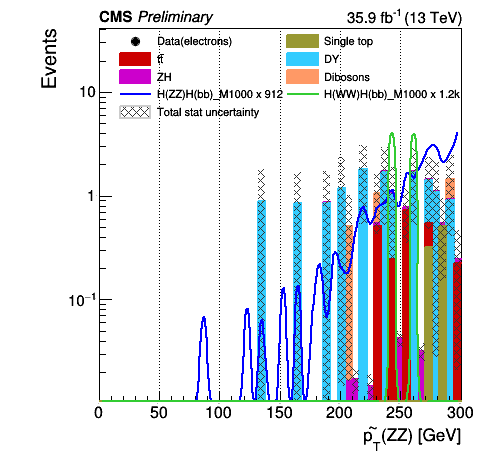 CMS Preliminary 35.9 fb⁻¹ (13 TeV)
Events
Data(electrons) Single top
tt̄ DY
ZH Dibosons
H(ZZ)H(bb)_M1000 x 912 H(WW)H(bb)_M1000 x 1.2k
Total stat uncertainty
10
1
10⁻¹
0 50 100 150 200 250 300
p̃_T(ZZ) [GeV]